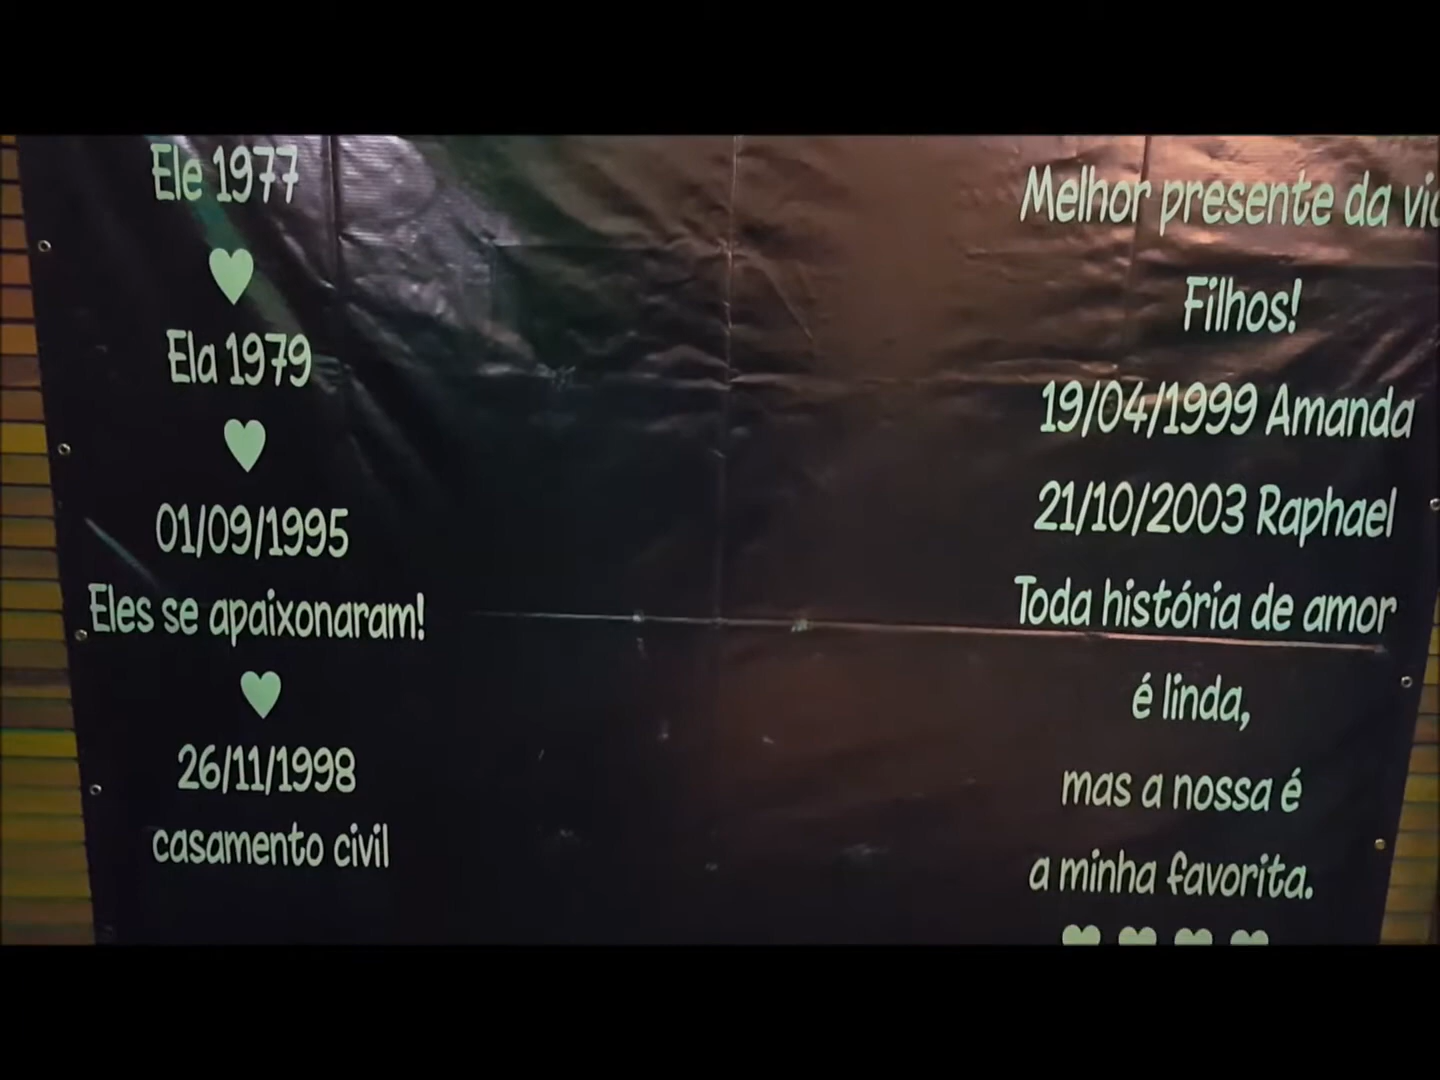 Ele 1977
Ela 1979
01/09/1995
Eles se apaixonaram!
26/11/1998
casamento civil
Melhor presente da
Filhos!
19/04/1999 Amanda
21/10/2003 Raphael
Toda história de amor
é linda,
mas a nossa é
a minha favorita.